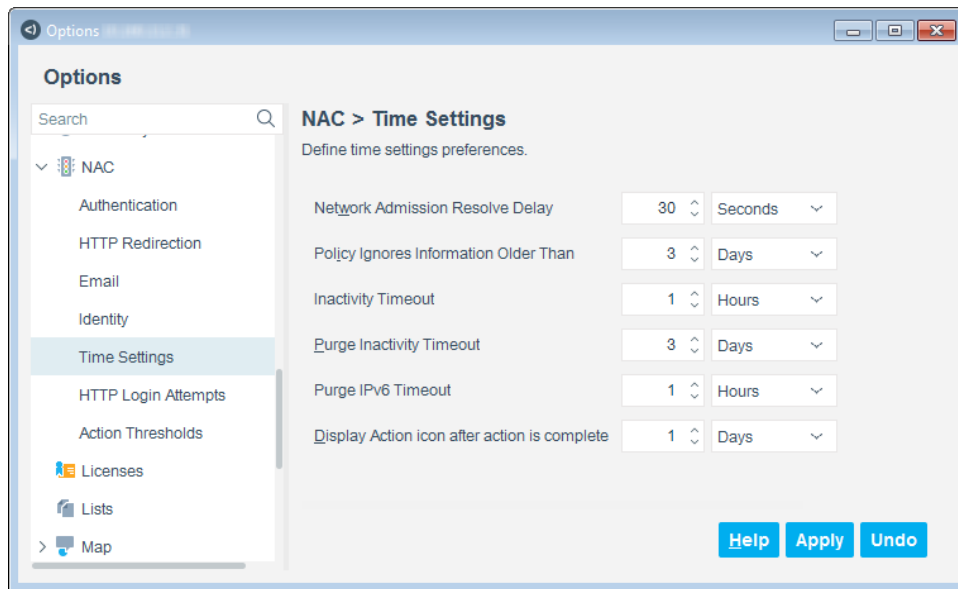 Options
Options
Search
NAC
Authentication
HTTP Redirection
Email
Identity
Time Settings
HTTP Login Attempts
Action Thresholds
Licenses
Lists
Map
NAC > Time Settings
Define time settings preferences.
Network Admission Resolve Delay 30 Seconds
Policy Ignores Information Older Than 3 Days
Inactivity Timeout 1 Hours
Purge Inactivity Timeout 3 Days
Purge IPv6 Timeout 1 Hours
Display Action icon after action is complete 1 Days
Help Apply Undo